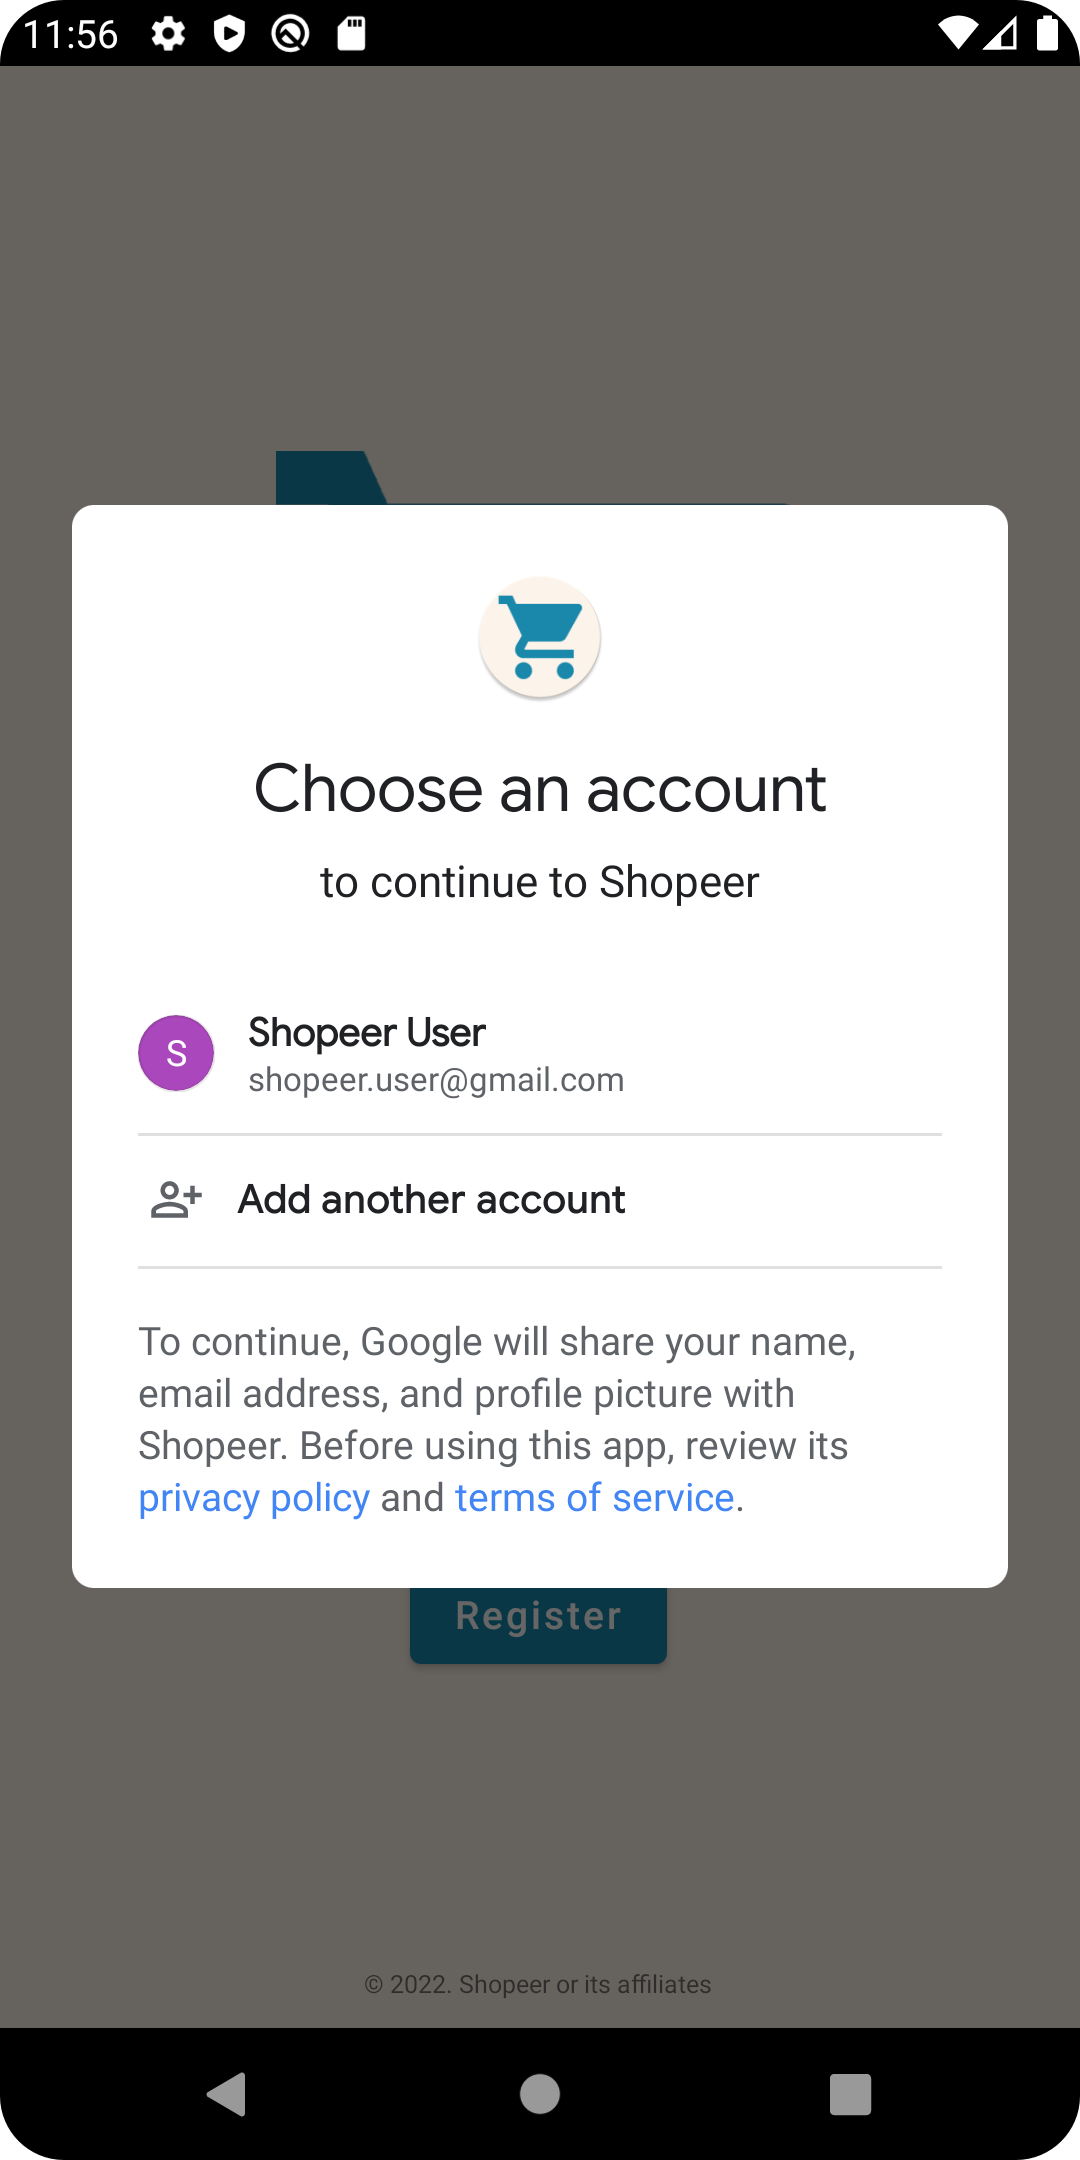 11:56
Choose an account
to continue to Shopeer
S
Shopeer User
shopeer.user@gmail.com
Add another account
To continue, Google will share your name,
email address, and profile picture with
Shopeer. Before using this app, review its
privacy policy and terms of service.
Register
© 2022. Shopeer or its affiliates